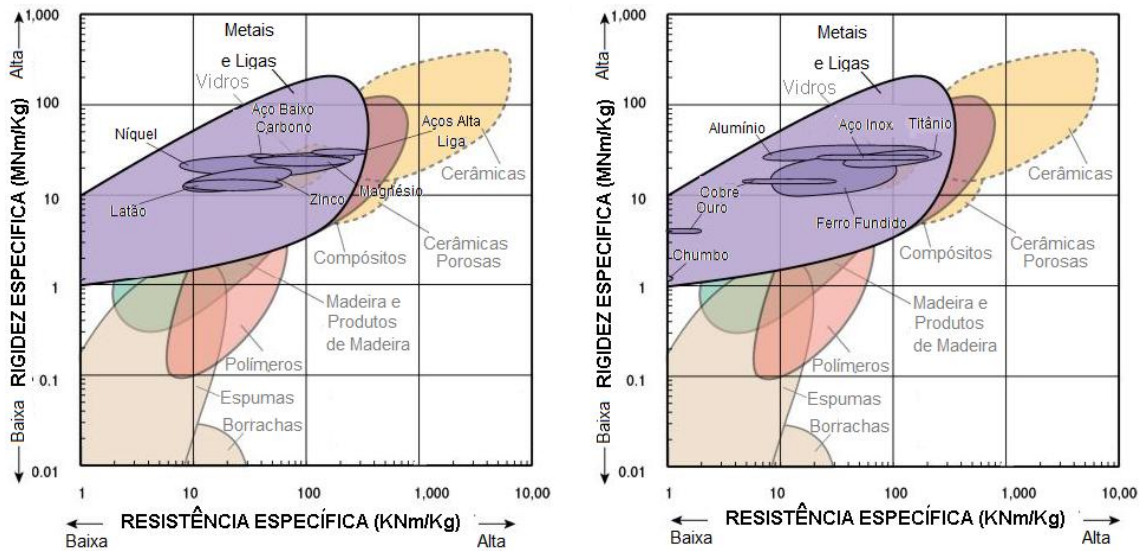 1,000
Alta
Metais
e Ligas
Vidros
100
Aço Baixo
Carbono
Aços Alta
Liga
Níquel
Cerâmicas
10
Latão
Zinco
Magnésio
Cerâmicas
Porosas
Compósitos
1
Madeira e
Produtos
de Madeira
Polímeros
0.1
Espumas
Borrachas
0.01
RIGIDEZ ESPECIFICA (MNm/Kg)
Baixa
1 10 100 1,000 10,00
RESISTÊNCIA ESPECÍFICA (KNm/Kg)
Baixa Alta
1,000
Alta
Metais
e Ligas
Vidros
100
Alumínio
Aço Inox.
Titânio
Cerâmicas
10
Cobre
Ouro
Ferro Fundido
Chumbo
Cerâmicas
Porosas
Compósitos
1
Madeira e
Produtos
de Madeira
Polímeros
0.1
Espumas
Borrachas
0.01
RIGIDEZ ESPECIFICA (MNm/Kg)
Baixa
1 10 100 1,000 10,00
RESISTÊNCIA ESPECÍFICA (KNm/Kg)
Baixa Alta